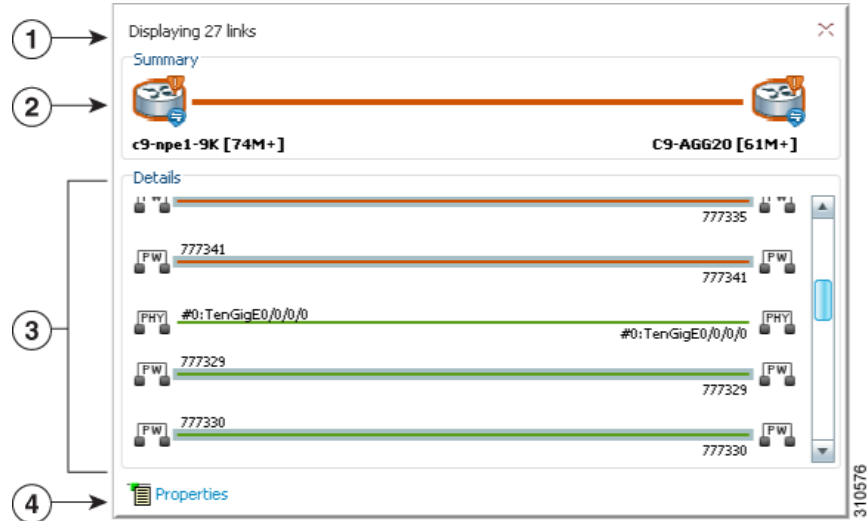 1
Displaying 27 links
Summary
2
c9-npe1-9K [74M+]
C9-AGG20 [61M+]
Details
PW
PW
777335
777341
PW
PW
777341
3
#0:TenGigE0/0/0/0
PHY
PHY
#0:TenGigE0/0/0/0
777329
PW
PW
777329
777330
PW
PW
777330
4
Properties
310576